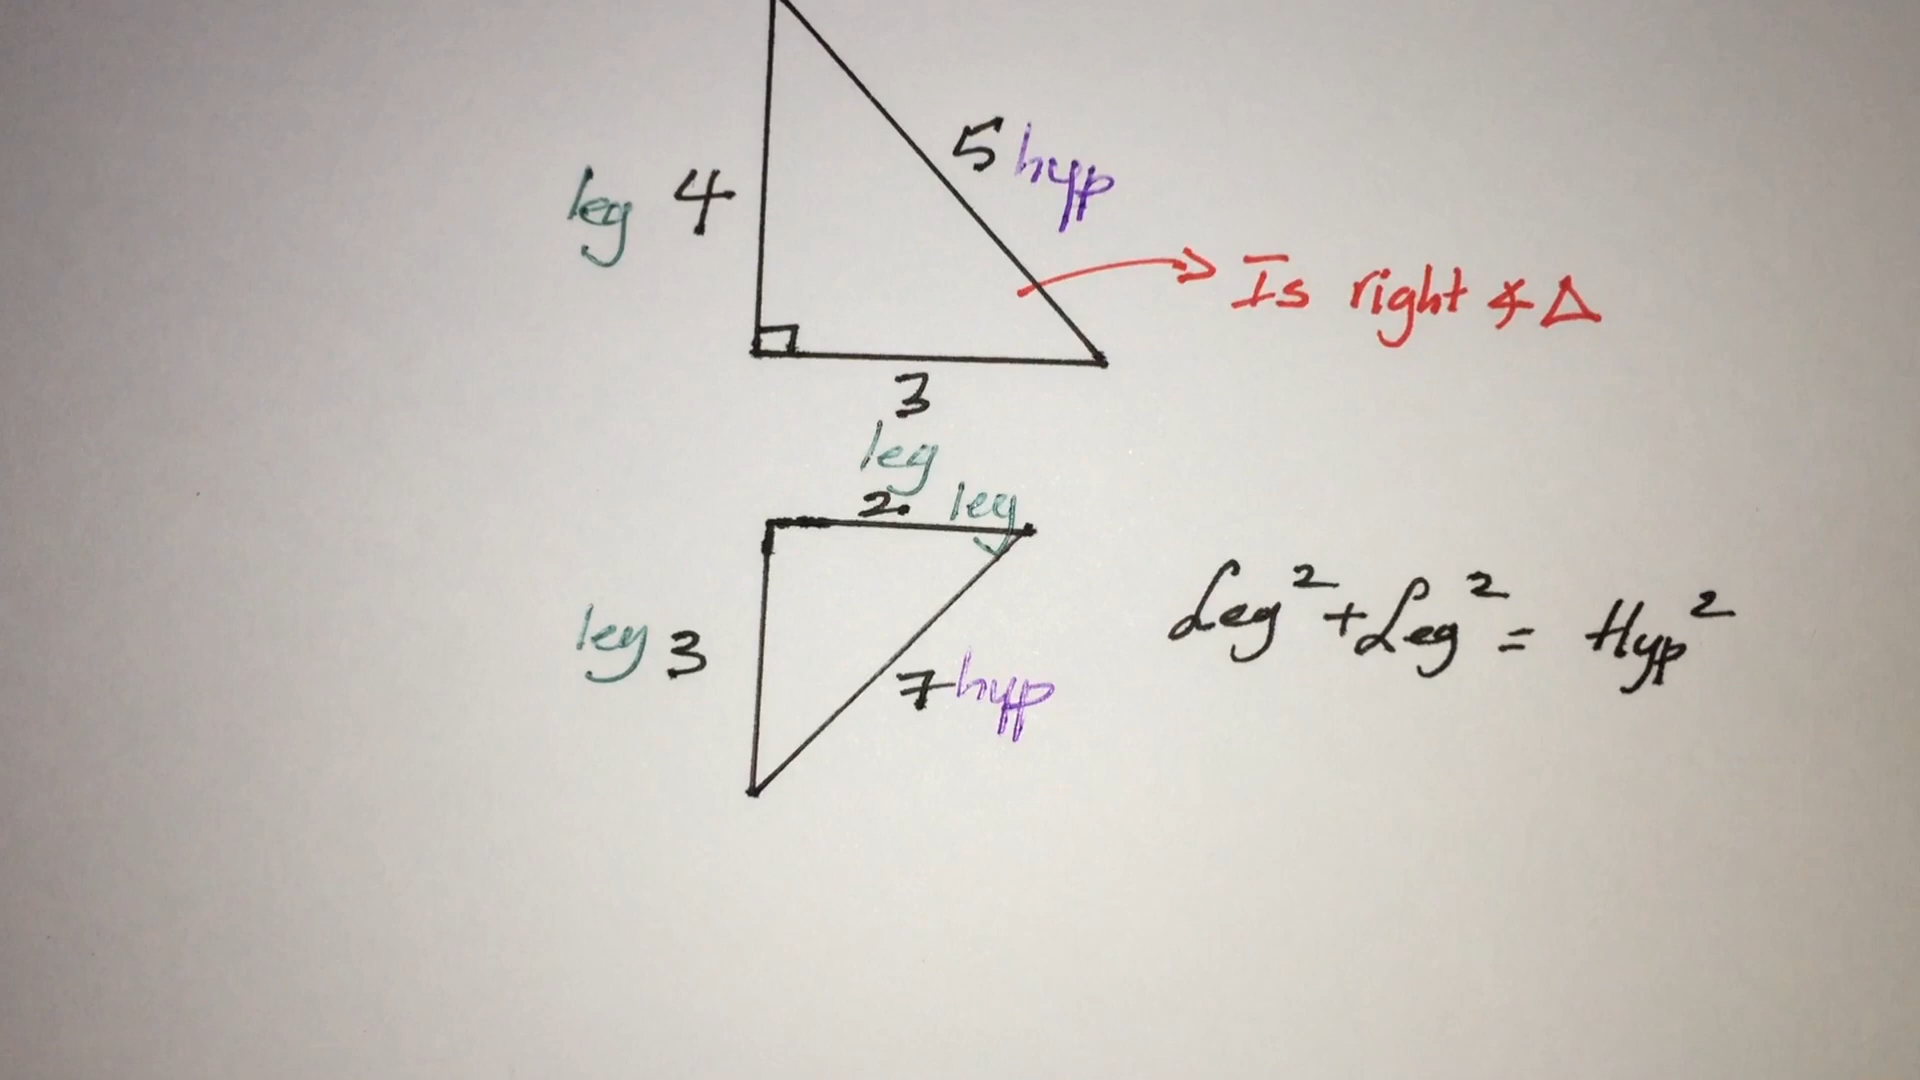 5 hyp
leg 4
Is right ∡ Δ
3
leg
2. leg
leg 3
7 hyp
Leg² + Leg² = Hyp²